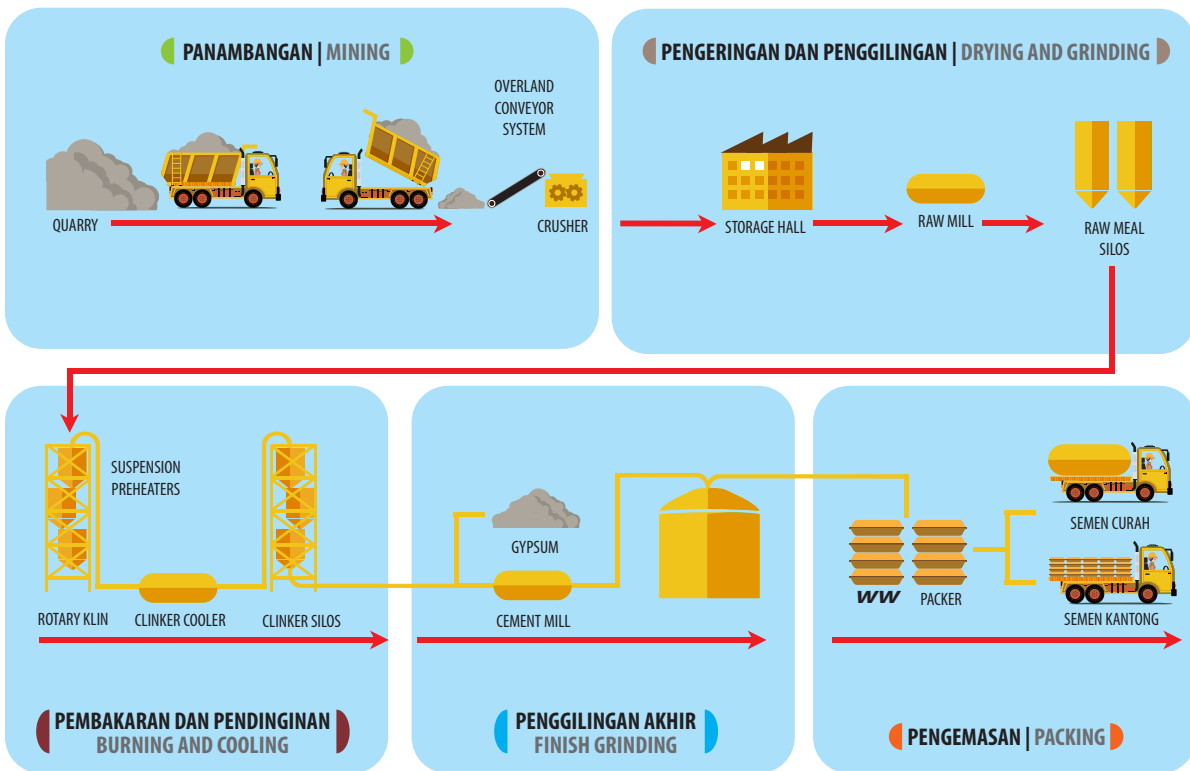 PANAMBANGAN | MINING
OVERLAND
CONVEYOR
SYSTEM
QUARRY
CRUSHER
PENGERINGAN DAN PENGGILINGAN | DRYING AND GRINDING
STORAGE HALL
RAW MILL
RAW MEAL
SILOS
SUSPENSION
PREHEATERS
ROTARY KLIN
CLINKER COOLER
CLINKER SILOS
PEMBAKARAN DAN PENDINGINAN
BURNING AND COOLING
GYPSUM
CEMENT MILL
PENGGILINGAN AKHIR
FINISH GRINDING
WW
PACKER
SEMEN CURAH
SEMEN KANTONG
PENGEMASAN | PACKING